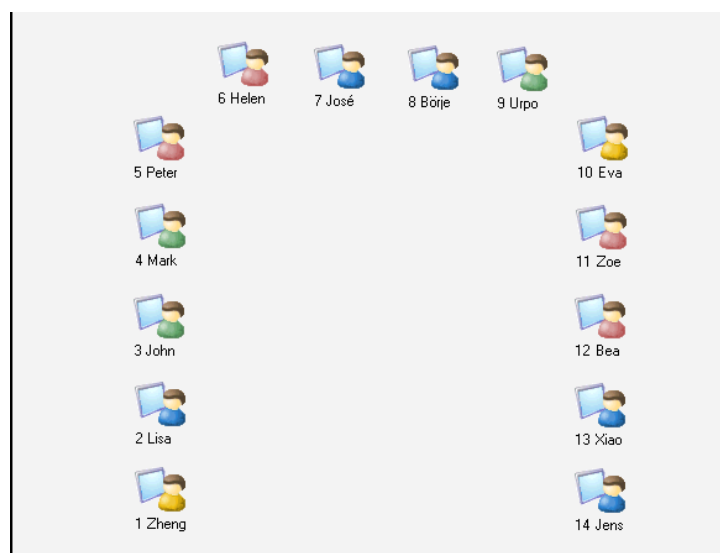 6 Helen
7 José
8 Börje
9 Urpo
5 Peter
10 Eva
4 Mark
11 Zoe
3 John
12 Bea
2 Lisa
13 Xiao
1 Zheng
14 Jens